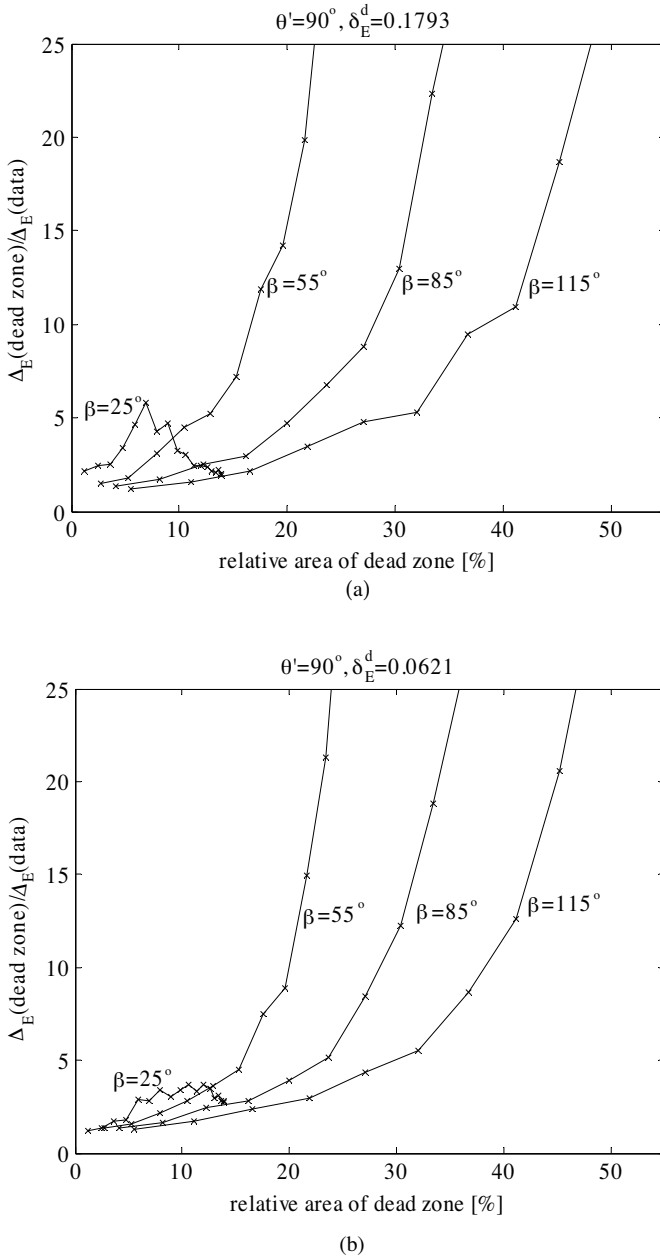 θ'=90°, δ_E^d=0.1793
25
20
15
10
5
0
Δ_E(dead zone)/Δ_E(data)
β=55°
β=85°
β=115°
β=25°
0 10 20 30 40 50
relative area of dead zone [%]
(a)
θ'=90°, δ_E^d=0.0621
25
20
15
10
5
0
Δ_E(dead zone)/Δ_E(data)
β=55°
β=85°
β=115°
β=25°
0 10 20 30 40 50
relative area of dead zone [%]
(b)